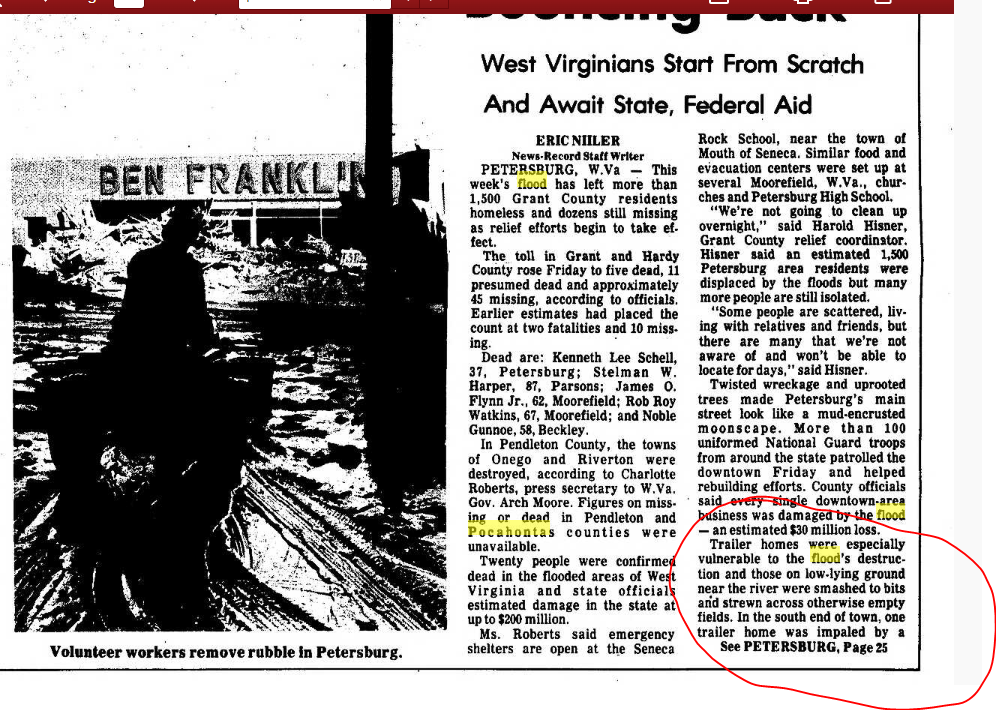 Back
West Virginians Start From Scratch
And Await State, Federal Aid
BEN FRANKLIN
Volunteer workers remove rubble in Petersburg.
ERIC NIILER
News-Record Staff Writer
PETERSBURG, W.Va — This
week's flood has left more than
1,500 Grant County residents
homeless and dozens still missing
as relief efforts begin to take ef-
fect.
The toll in Grant and Hardy
County rose Friday to five dead, 11
presumed dead and approximately
45 missing, according to officials.
Earlier estimates had placed the
count at two fatalities and 10 miss-
ing.
Dead are: Kenneth Lee Schell,
37, Petersburg; Stelman W.
Harper, 87, Parsons; James O.
Flynn Jr., 62, Moorefield; Rob Roy
Watkins, 67, Moorefield; and Noble
Gunnoe, 58, Beckley.
In Pendleton County, the towns
of Onego and Riverton were
destroyed, according to Charlotte
Roberts, press secretary to W.Va.
Gov. Arch Moore. Figures on miss-
ing or dead in Pendleton and
Pocahontas counties were
unavailable.
Twenty people were confirmed
dead in the flooded areas of West
Virginia and state officials
estimated damage in the state at
up to $200 million.
Ms. Roberts said emergency
shelters are open at the Seneca
Rock School, near the town of
Mouth of Seneca. Similar food and
evacuation centers were set up at
several Moorefield, W.Va., chur-
ches and Petersburg High School.
"We're not going to clean up
overnight," said Harold Hisner,
Grant County relief coordinator.
Hisner said an estimated 1,500
Petersburg area residents were
displaced by the floods but many
more people are still isolated.
"Some people are scattered, liv-
ing with relatives and friends, but
there are many that we're not
aware of and won't be able to
locate for days," said Hisner.
Twisted wreckage and uprooted
trees made Petersburg's main
street look like a mud-encrusted
moonscape. More than 100
uniformed National Guard troops
from around the state patrolled the
downtown Friday and helped
rebuilding efforts. County officials
said every single downtown-area
business was damaged by the flood
— an estimated $30 million loss.
Trailer homes were especially
vulnerable to the flood's destruc-
tion and those on low-lying ground
near the river were smashed to bits
and strewn across otherwise empty
fields. In the south end of town, one
trailer home was impaled by a
See PETERSBURG, Page 25